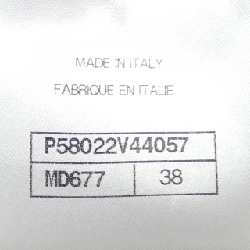 MADE IN ITALY
FABRIQUE EN ITALIE
P58022V44057
MD677 38